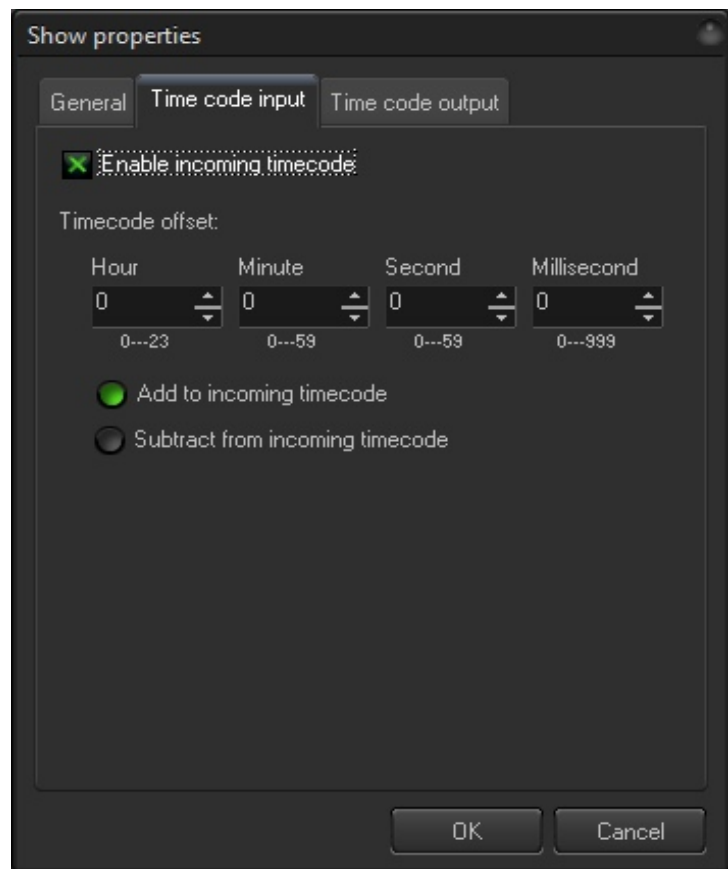 Show properties
General Time code input Time code output
Enable incoming timecode
Timecode offset:
Hour Minute Second Millisecond
0 0 0 0
0---23 0---59 0---59 0---999
Add to incoming timecode
Subtract from incoming timecode
OK Cancel